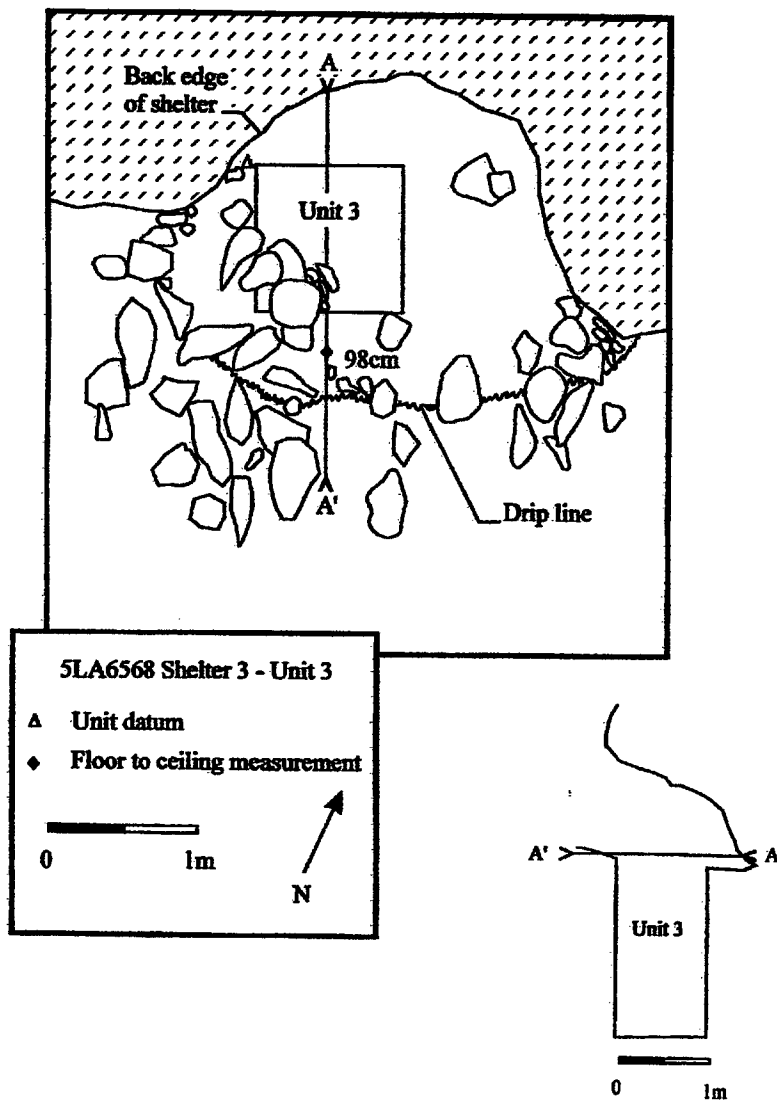 A
Back edge
of shelter
Unit 3
98cm
A'
Drip line
5LA6568 Shelter 3 - Unit 3
Unit datum
Floor to ceiling measurement
0 1m
N
A' A
Unit 3
0 1m